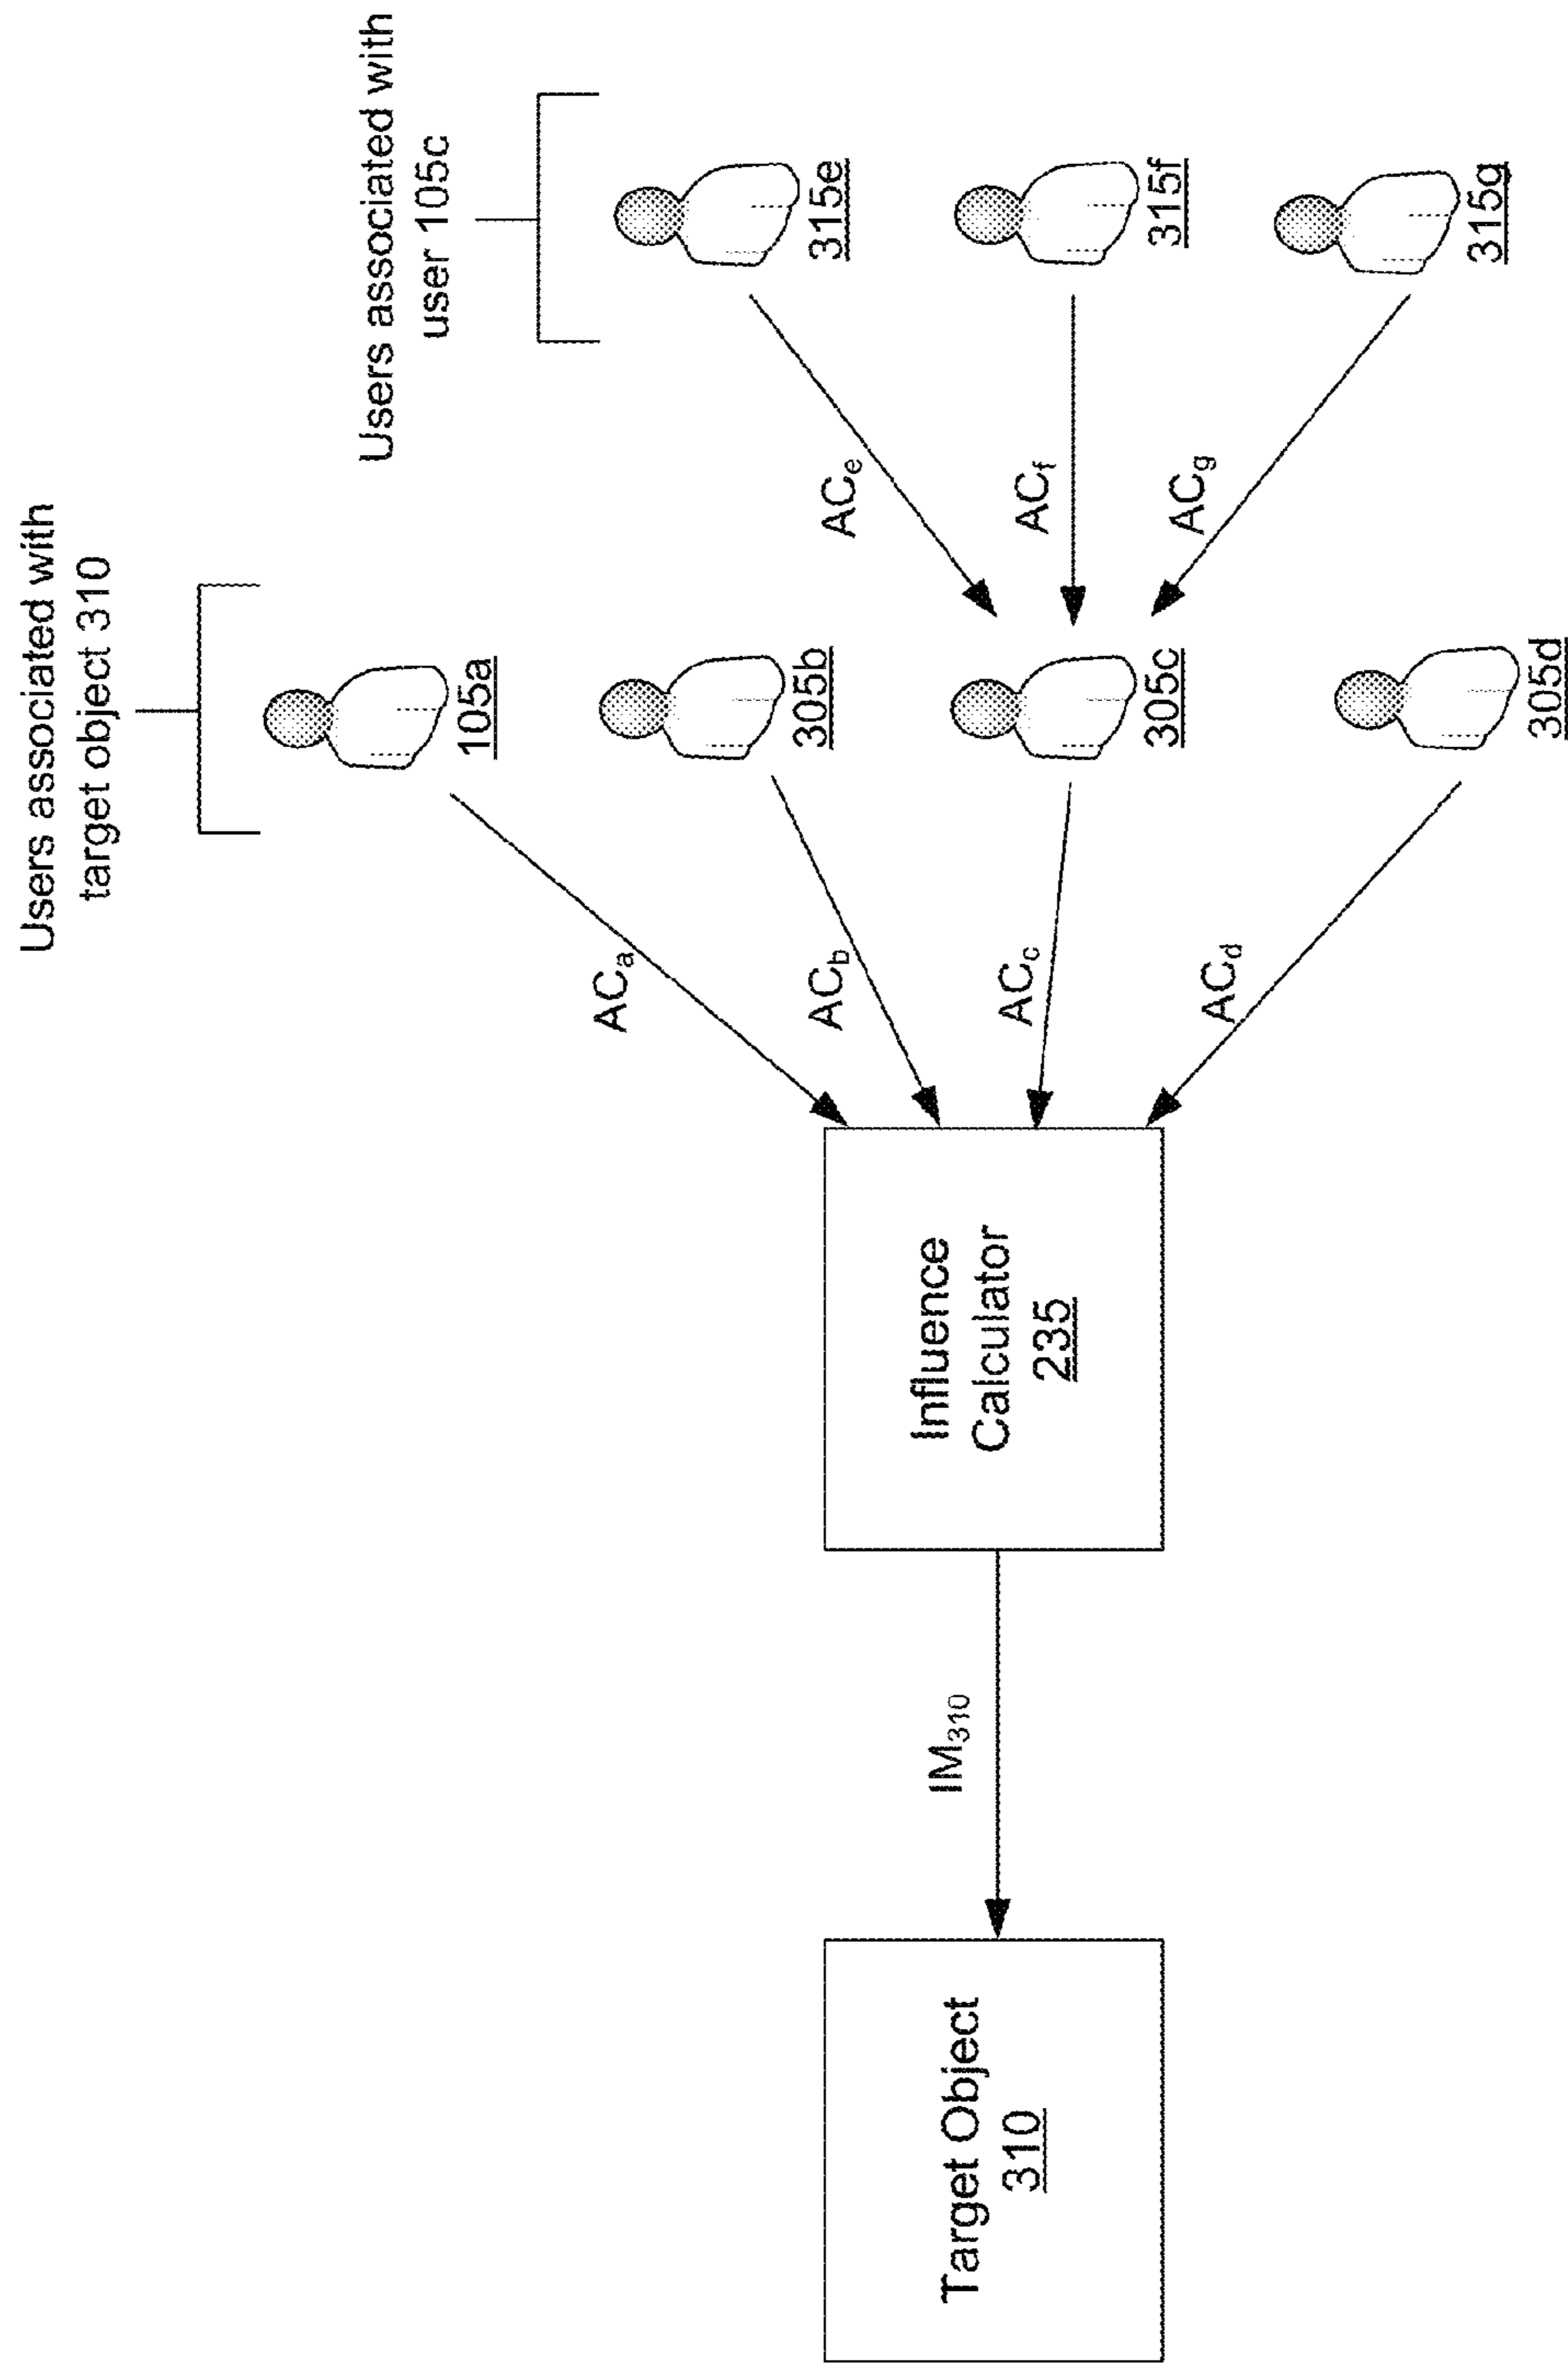 Users associated with
target object 310
Users associated with
user 105c
105a
305b
305c
305d
315e
315f
315g
ACa
ACb
ACc
ACd
ACe
ACf
ACg
Influence
Calculator
235
IM310
Target Object
310